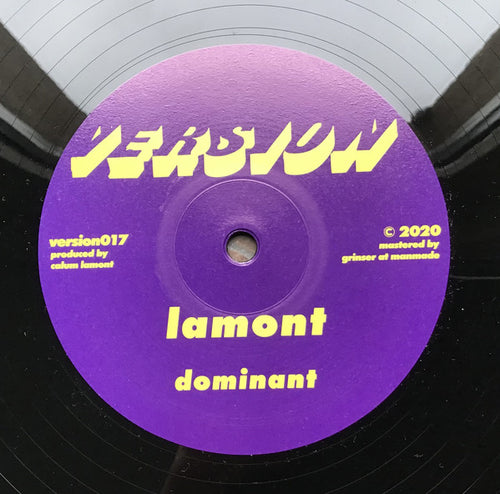 VERSION
version017
produced by
calum lamont
© 2020
mastered by
grinser at manmade
lamont
dominant